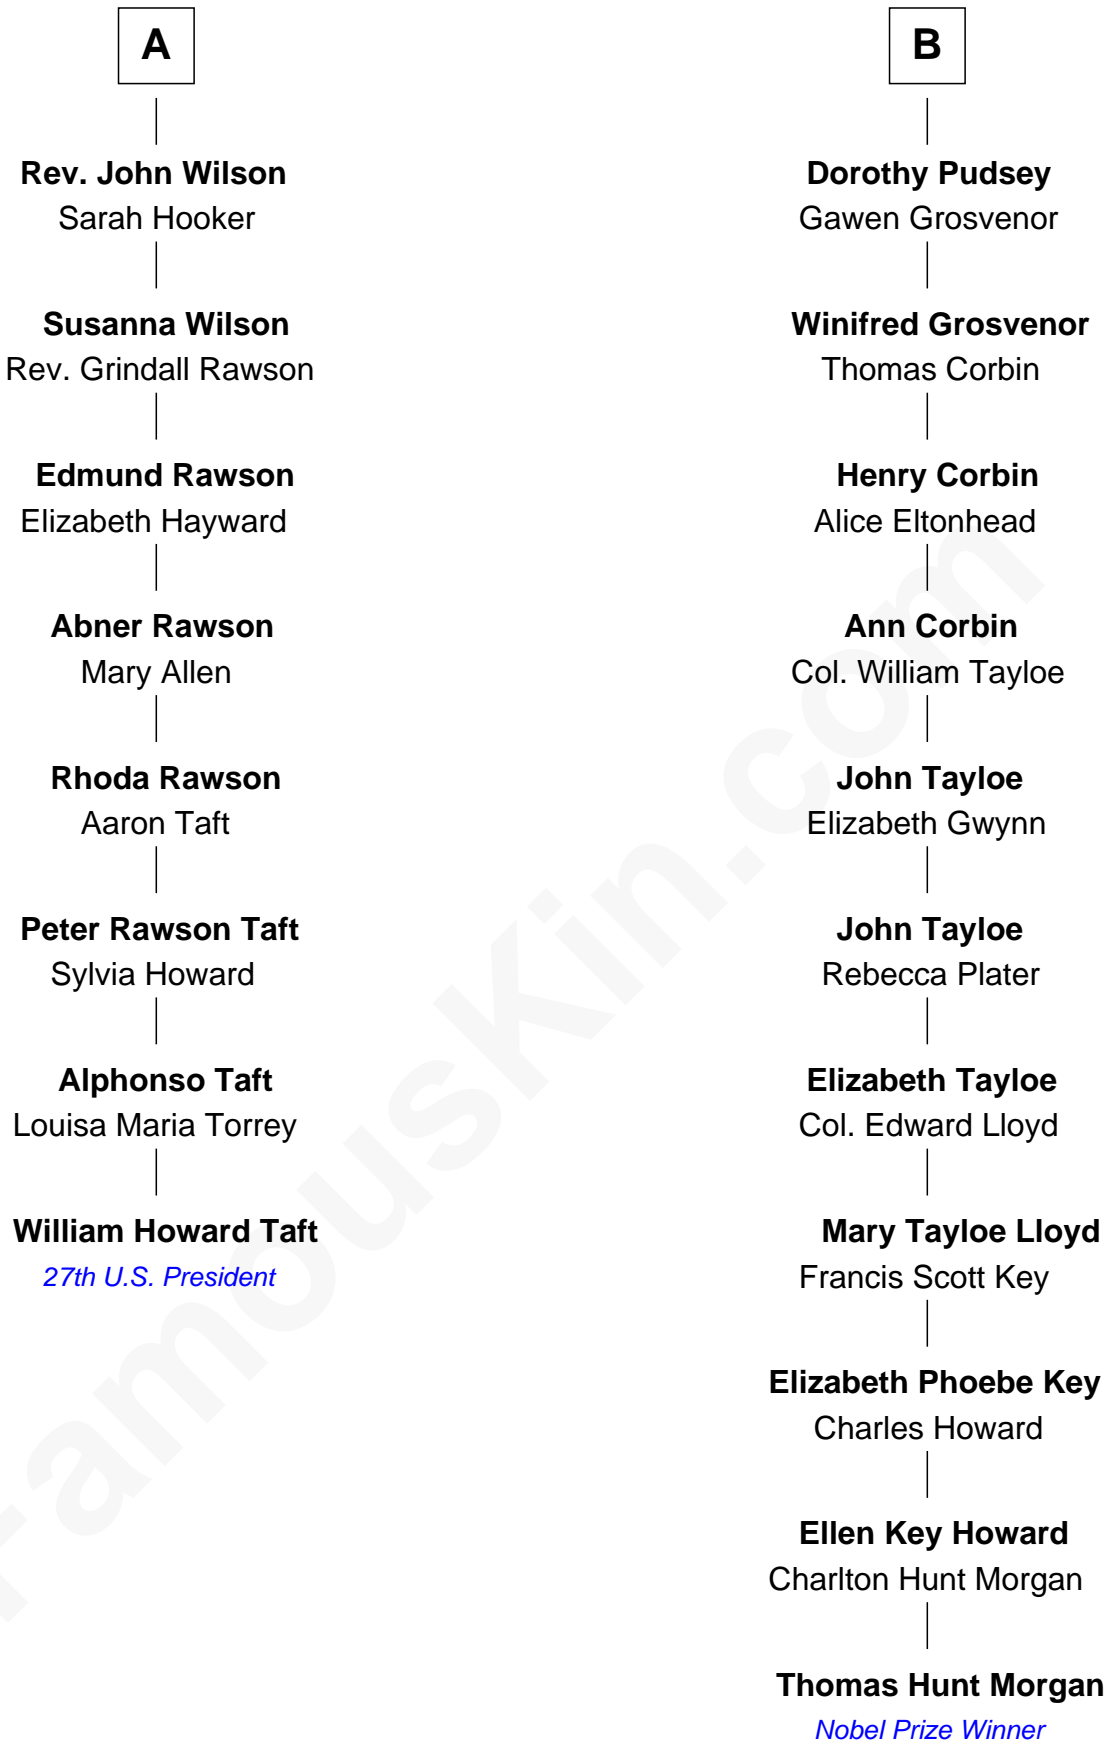 A
Rev. John Wilson
Sarah Hooker
Susanna Wilson
Rev. Grindall Rawson
Edmund Rawson
Elizabeth Hayward
Abner Rawson
Mary Allen
Rhoda Rawson
Aaron Taft
Peter Rawson Taft
Sylvia Howard
Alphonso Taft
Louisa Maria Torrey
William Howard Taft
27th U.S. President
B
Dorothy Pudsey
Gawen Grosvenor
Winifred Grosvenor
Thomas Corbin
Henry Corbin
Alice Eltonhead
Ann Corbin
Col. William Tayloe
John Tayloe
Elizabeth Gwynn
John Tayloe
Rebecca Plater
Elizabeth Tayloe
Col. Edward Lloyd
Mary Tayloe Lloyd
Francis Scott Key
Elizabeth Phoebe Key
Charles Howard
Ellen Key Howard
Charlton Hunt Morgan
Thomas Hunt Morgan
Nobel Prize Winner
FamousKin.com